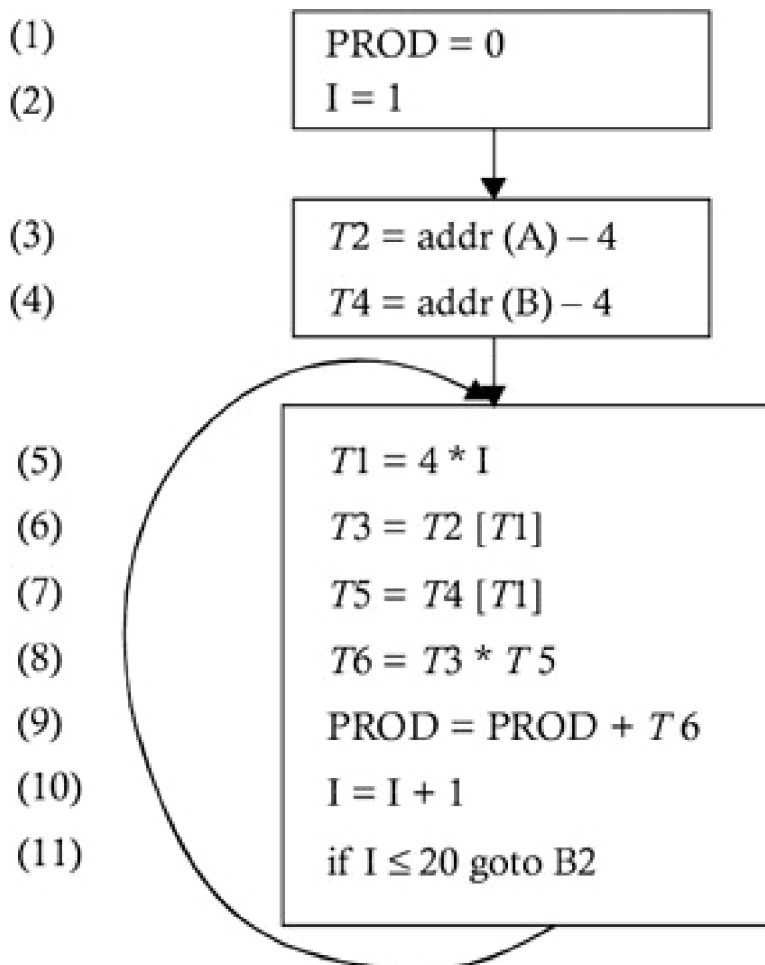 (1) PROD = 0
(2) I = 1
(3) T2 = addr (A) – 4
(4) T4 = addr (B) – 4
(5) T1 = 4 * I
(6) T3 = T2 [T1]
(7) T5 = T4 [T1]
(8) T6 = T3 * T 5
(9) PROD = PROD + T 6
(10) I = I + 1
(11) if I ≤ 20 goto B2